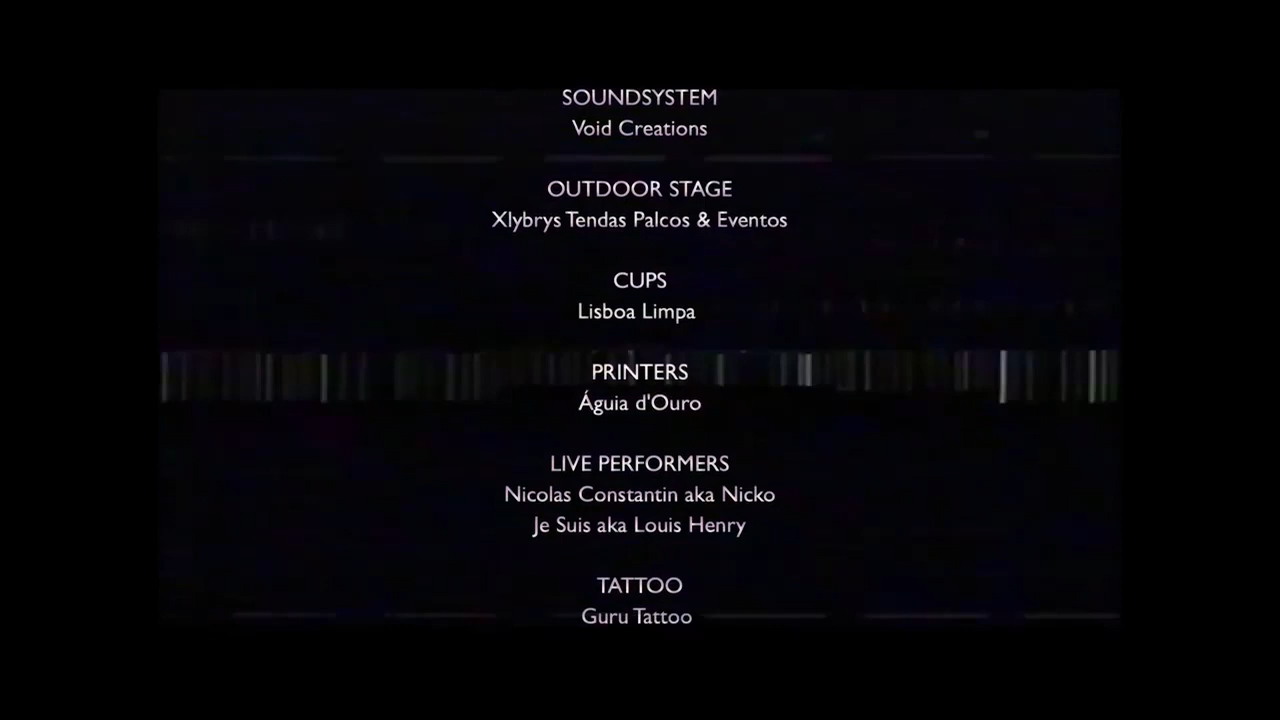 SOUNDSYSTEM
Void Creations
OUTDOOR STAGE
Xlybrys Tendas Palcos & Eventos
CUPS
Lisboa Limpa
PRINTERS
Águia d'Ouro
LIVE PERFORMERS
Nicolas Constantin aka Nicko
Je Suis aka Louis Henry
TATTOO
Guru Tattoo